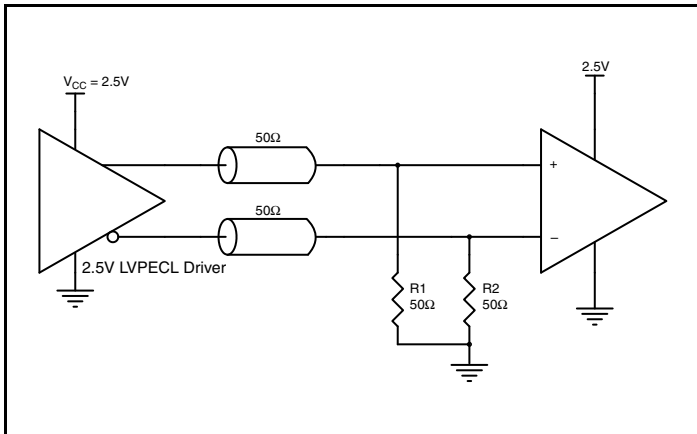 V_CC = 2.5V
2.5V
50Ω
+
50Ω
–
2.5V LVPECL Driver
R1
50Ω
R2
50Ω